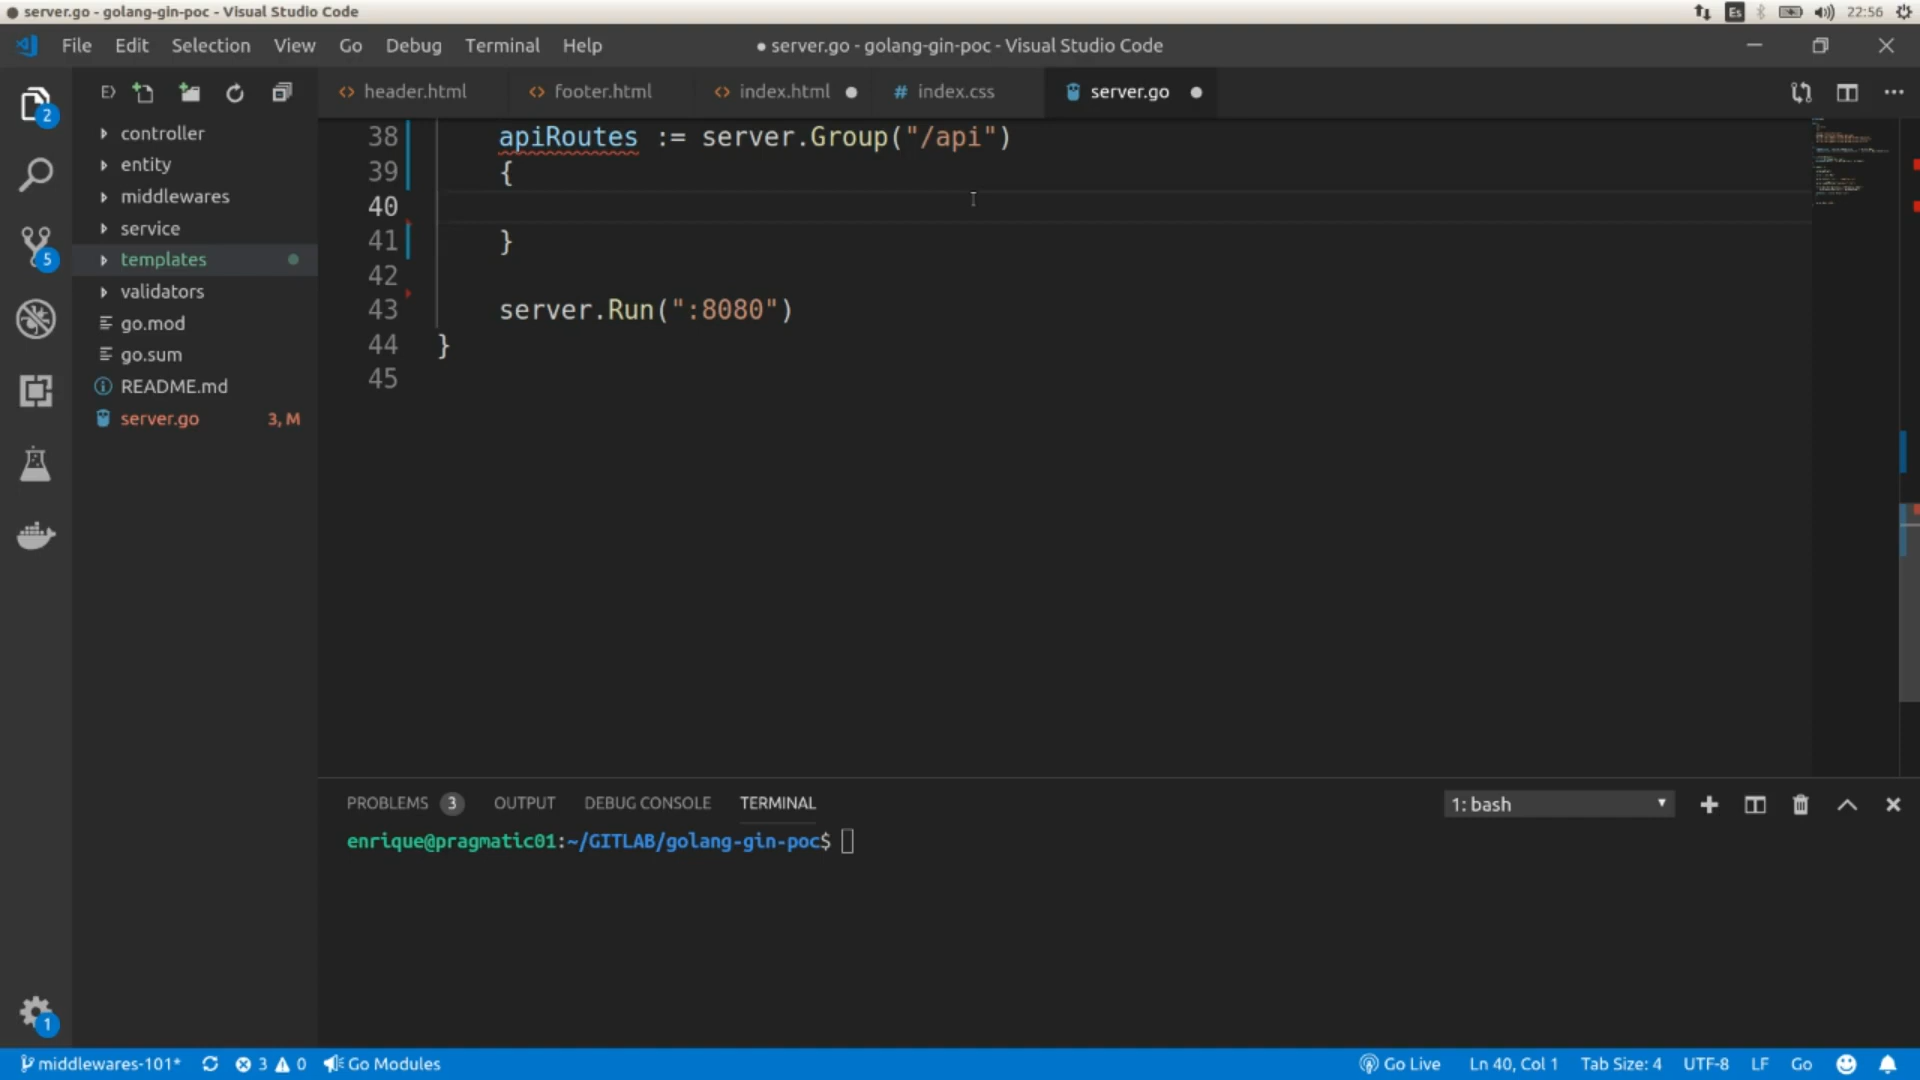 server.go - golang-gin-poc - Visual Studio Code
Es
22:56
File Edit Selection View Go Debug Terminal Help
● server.go - golang-gin-poc - Visual Studio Code
header.html
footer.html
index.html
# index.css
server.go
2
5
1
controller
entity
middlewares
service
templates
validators
go.mod
go.sum
README.md
server.go 3, M
38 apiRoutes := server.Group("/api")
39 {
40
41 }
42
43 server.Run(":8080")
44 }
45
PROBLEMS 3 OUTPUT DEBUG CONSOLE TERMINAL
1: bash
enrique@pragmatic01:~/GITLAB/golang-gin-poc$
middlewares-101* 3 0 Go Modules
Go Live Ln 40, Col 1 Tab Size: 4 UTF-8 LF Go